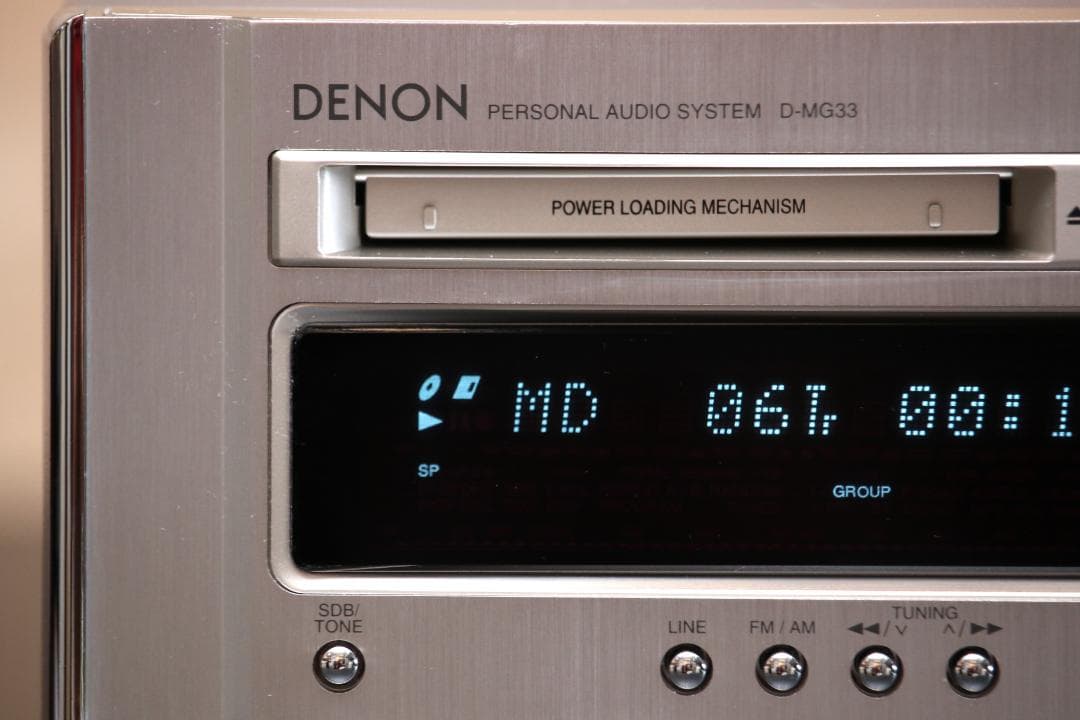 DENON PERSONAL AUDIO SYSTEM D-MG33
POWER LOADING MECHANISM
MD 06Tr 00:1
SP
GROUP
SDB/
TONE
LINE
FM / AM
TUNING
◀◀/∨ ∧/▶▶